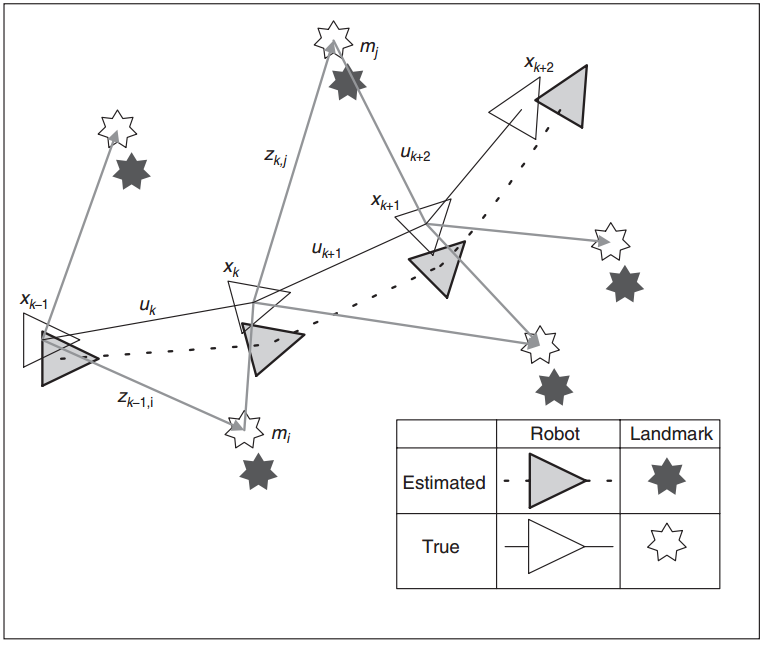 m_j
x_{k+2}
z_{k,j}
u_{k+2}
x_{k+1}
u_{k+1}
x_k
x_{k–1}
u_k
z_{k–1,i}
m_i
Robot Landmark
Estimated
True